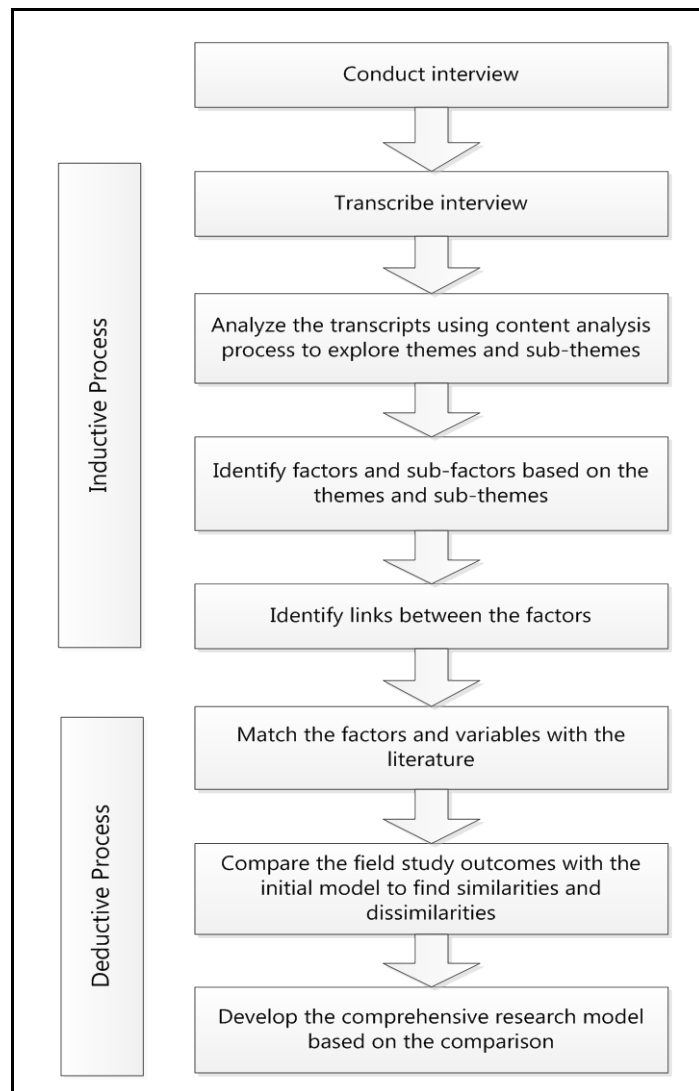 Conduct interview
Transcribe interview
Analyze the transcripts using content analysis
process to explore themes and sub-themes
Identify factors and sub-factors based on the
themes and sub-themes
Identify links between the factors
Inductive Process
Match the factors and variables with the
literature
Compare the field study outcomes with the
initial model to find similarities and
dissimilarities
Develop the comprehensive research model
based on the comparison
Deductive Process